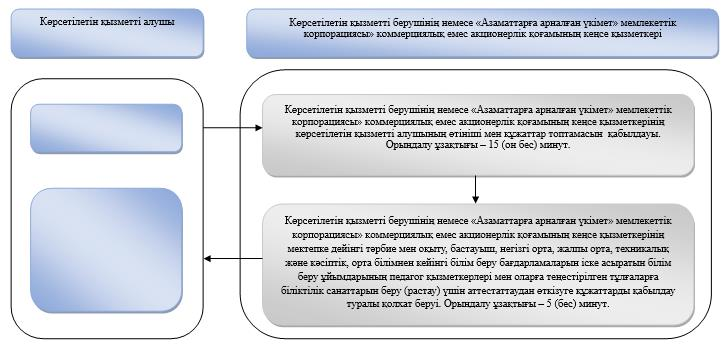 Көрсетілетін қызметті алушы
Көрсетілетін қызметті берушінің немесе «Азаматтарға арналған үкімет» мемлекеттік
корпорациясы» коммерциялық емес акционерлік қоғамының кеңсе қызметкері
Көрсетілетін қызметті берушінің немесе «Азаматтарға арналған үкімет» мемлекеттік
корпорациясы» коммерциялық емес акционерлік қоғамының кеңсе қызметкерінің
көрсетілетін қызметті алушының өтініші мен құжаттар топтамасын қабылдауы.
Орындалу ұзақтығы – 15 (он бес) минут.
Көрсетілетін қызметті берушінің немесе «Азаматтарға арналған үкімет» мемлекеттік
корпорациясы» коммерциялық емес акционерлік қоғамының кеңсе қызметкерінің
мектепке дейінгі тәрбие мен оқыту, бастауыш, негізгі орта, жалпы орта, техникалық
және кәсіптік, орта білімнен кейінгі білім беру бағдарламаларын іске асыратын білім
беру ұйымдарының педагог қызметкерлері мен оларға теңестірілген тұлғаларға
біліктілік санаттарын беру (растау) үшін аттестаттаудан өткізуге құжаттарды қабылдау
туралы қолхат беруі. Орындалу ұзақтығы – 5 (бес) минут.